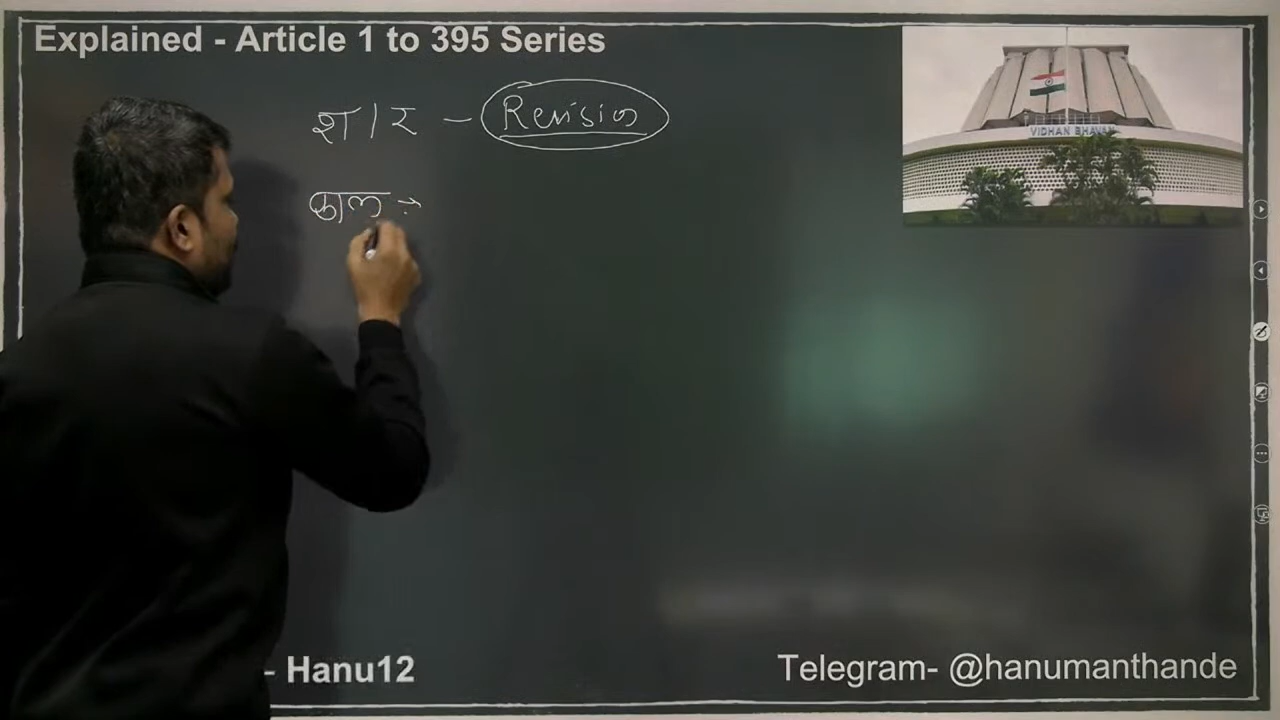 Explained - Article 1 to 395 Series
श / र - Revision
काल →
VIDHAN BHAVAN
- Hanu12
Telegram- @hanumanthande